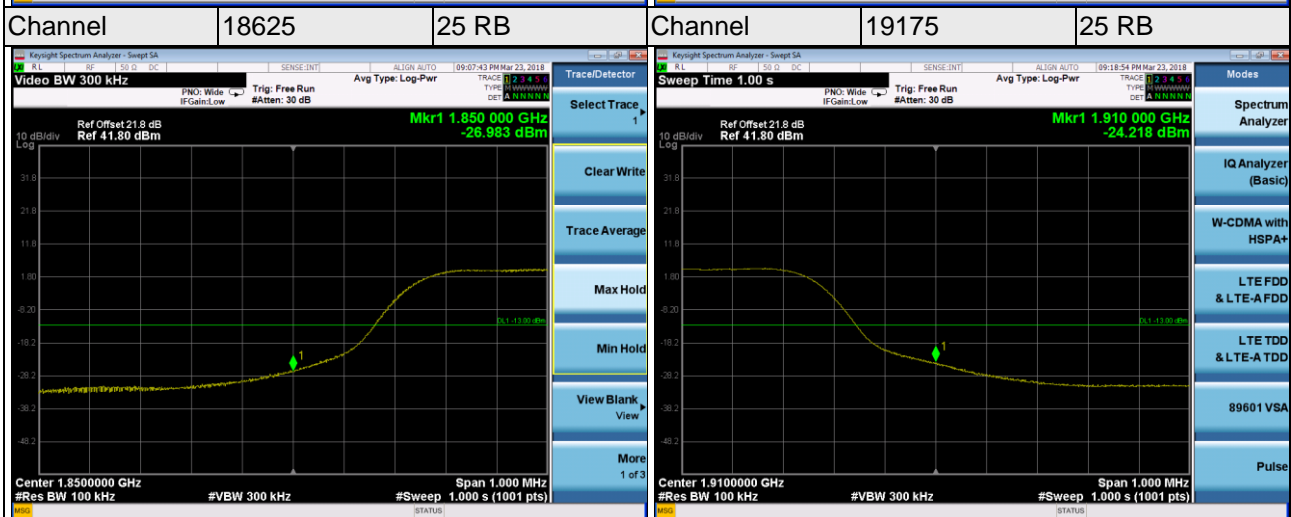 Channel 18625 25 RB Channel 19175 25 RB
Keysight Spectrum Analyzer - Swept SA
RL RF 50 Ω DC SENSE:INT ALIGN AUTO 09:07:43 PM Mar 23, 2018
Video BW 300 kHz
Avg Type: Log-Pwr
TRACE 1 2 3 4 5 6
TYPE M W W W W W
DET A N N N N N
PNO: Wide
IFGain:Low
Trig: Free Run
#Atten: 30 dB
Ref Offset 21.8 dB
Ref 41.80 dBm
10 dB/div
Log
Mkr1 1.850 000 GHz
-26.983 dBm
31.8
21.8
11.8
1.80
-8.20
-18.2
-28.2
-38.2
-48.2
DL1 -13.00 dBm
1
Center 1.8500000 GHz
Span 1.000 MHz
#Res BW 100 kHz
#VBW 300 kHz
#Sweep 1.000 s (1001 pts)
MSG
STATUS
Trace/Detector
Select Trace
1
Clear Write
Trace Average
Max Hold
Min Hold
View Blank
View
More
1 of 3
Keysight Spectrum Analyzer - Swept SA
RL RF 50 Ω DC SENSE:INT ALIGN AUTO 09:18:54 PM Mar 23, 2018
Sweep Time 1.00 s
Avg Type: Log-Pwr
TRACE 1 2 3 4 5 6
TYPE M W W W W W
DET A N N N N N
PNO: Wide
IFGain:Low
Trig: Free Run
#Atten: 30 dB
Ref Offset 21.8 dB
Ref 41.80 dBm
10 dB/div
Log
Mkr1 1.910 000 GHz
-24.218 dBm
31.8
21.8
11.8
1.80
-8.20
-18.2
-28.2
-38.2
-48.2
DL1 -13.00 dBm
1
Center 1.9100000 GHz
Span 1.000 MHz
#Res BW 100 kHz
#VBW 300 kHz
#Sweep 1.000 s (1001 pts)
MSG
STATUS
Modes
Spectrum
Analyzer
IQ Analyzer
(Basic)
W-CDMA with
HSPA+
LTE FDD
& LTE-A FDD
LTE TDD
& LTE-A TDD
89601 VSA
Pulse